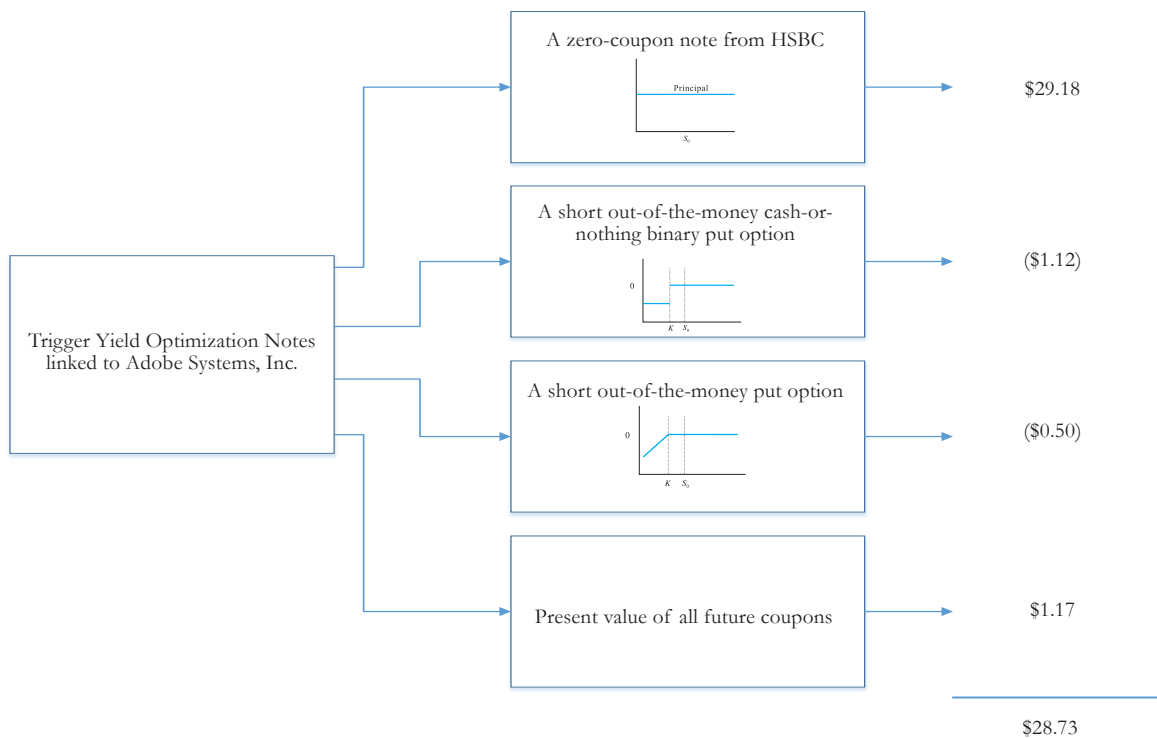 Trigger Yield Optimization Notes
linked to Adobe Systems, Inc.
A zero-coupon note from HSBC
Principal
S₀
$29.18
A short out-of-the-money cash-or-
nothing binary put option
0
K S₀
($1.12)
A short out-of-the-money put option
0
K S₀
($0.50)
Present value of all future coupons
$1.17
$28.73